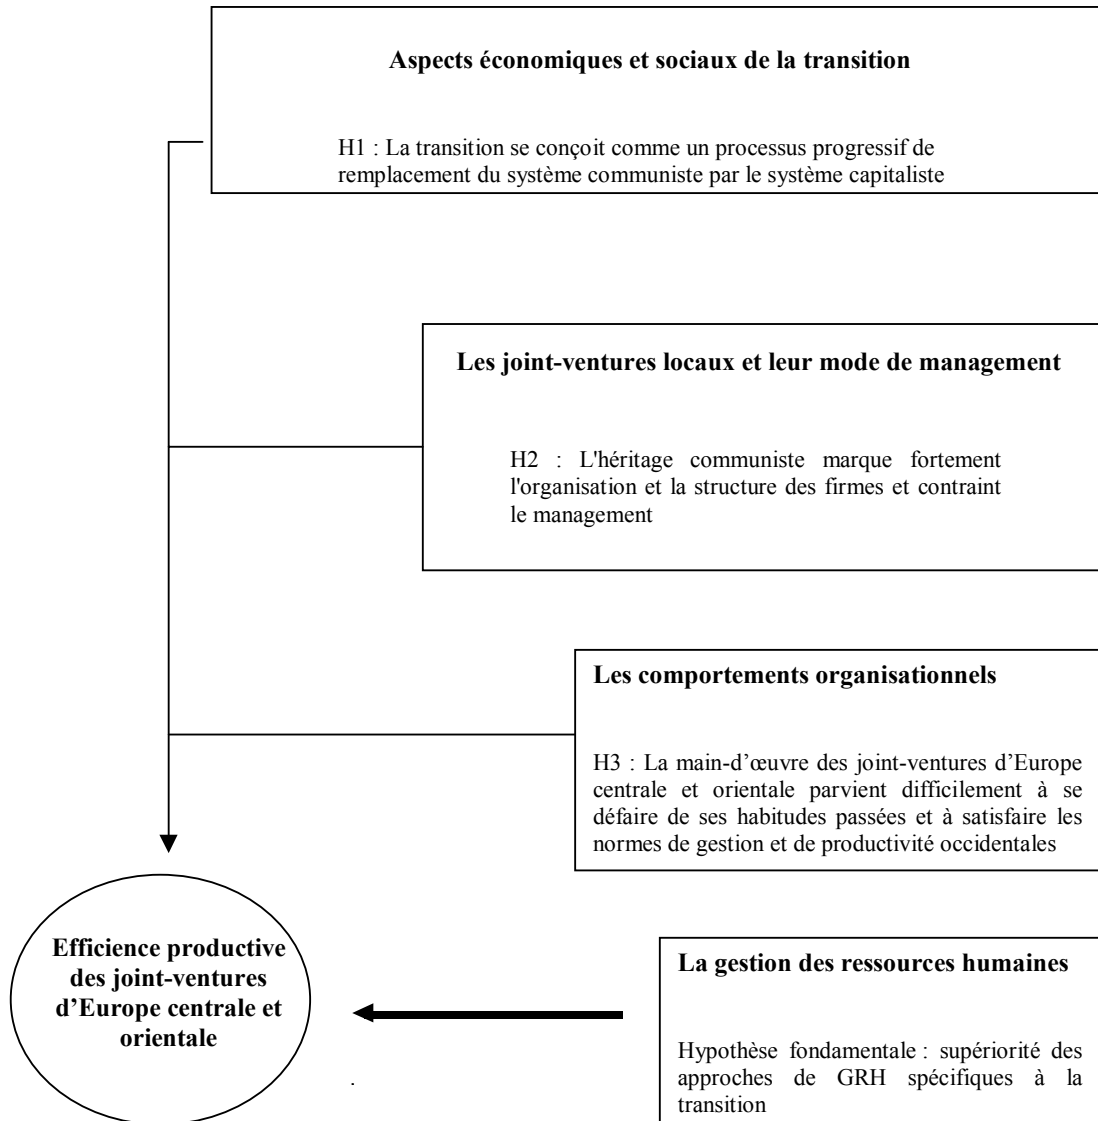 Aspects économiques et sociaux de la transition
H1 : La transition se conçoit comme un processus progressif de
remplacement du système communiste par le système capitaliste
Les joint-ventures locaux et leur mode de management
H2 : L'héritage communiste marque fortement
l'organisation et la structure des firmes et contraint
le management
Les comportements organisationnels
H3 : La main-d’œuvre des joint-ventures d’Europe
centrale et orientale parvient difficilement à se
défaire de ses habitudes passées et à satisfaire les
normes de gestion et de productivité occidentales
Efficience productive
des joint-ventures
d’Europe centrale et
orientale
La gestion des ressources humaines
Hypothèse fondamentale : supériorité des
approches de GRH spécifiques à la
transition
.